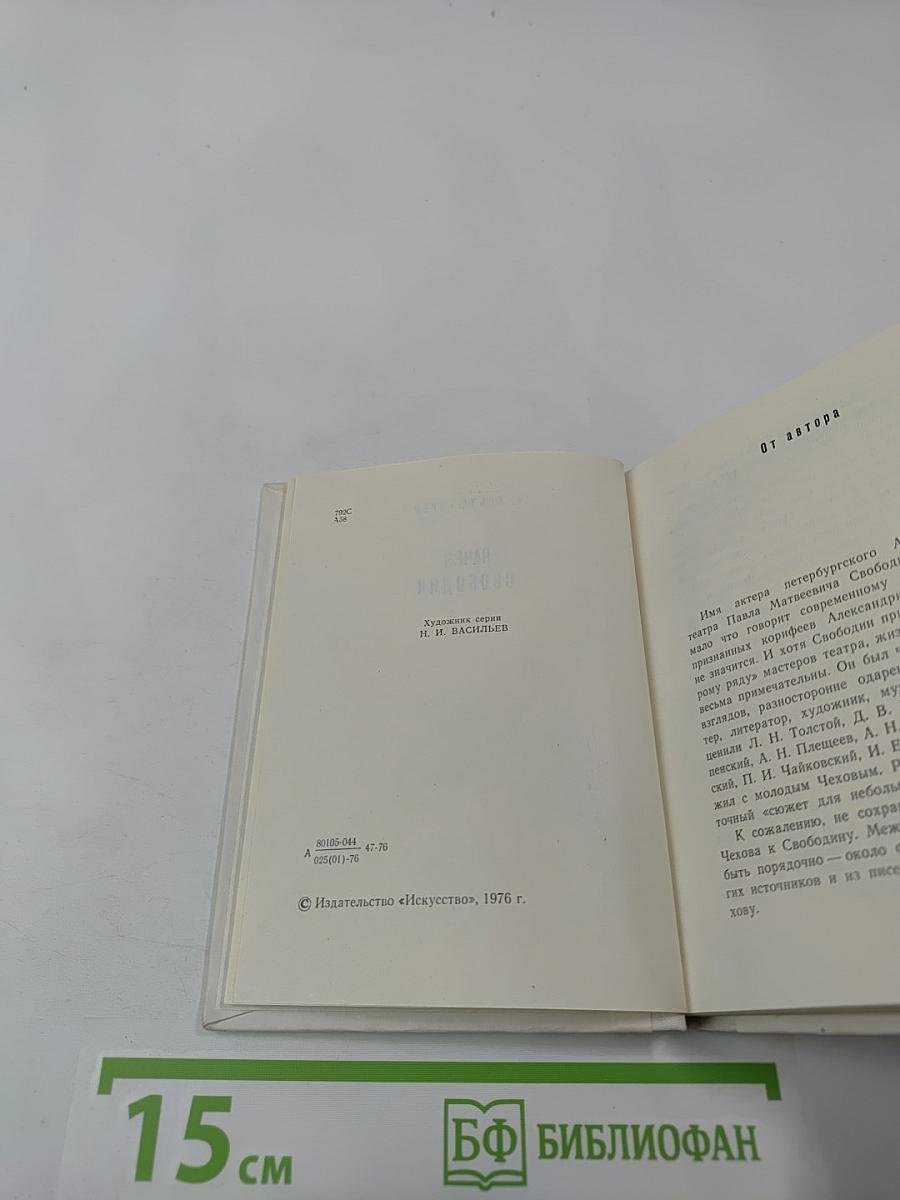 792С
А38
Художник серии
Н. И. ВАСИЛЬЕВ
А 80105-044 47-76
025(01)-76
© Издательство «Искусство», 1976 г.
От автора
Имя актера петербургского А
театра Павла Матвеевича Свободи
мало что говорит современному
признанных корифеев Александри
не значится. И хотя Свободин при
рому ряду» мастеров театра, жиз
весьма примечательны. Он был ч
взглядов, разносторонне одарен
тер, литератор, художник, му
ценили Л. Н. Толстой, Д. В.
пенский, А. Н. Плещеев, А. Н.
ский, П. И. Чайковский, И. Е
жил с молодым Чеховым. Р
точный «сюжет для неболь
К сожалению, не сохра
Чехова к Свободину. Меж
быть порядочно — около с
гих источников и из писе
хову.
15 см
БФ БИБЛИОФАН